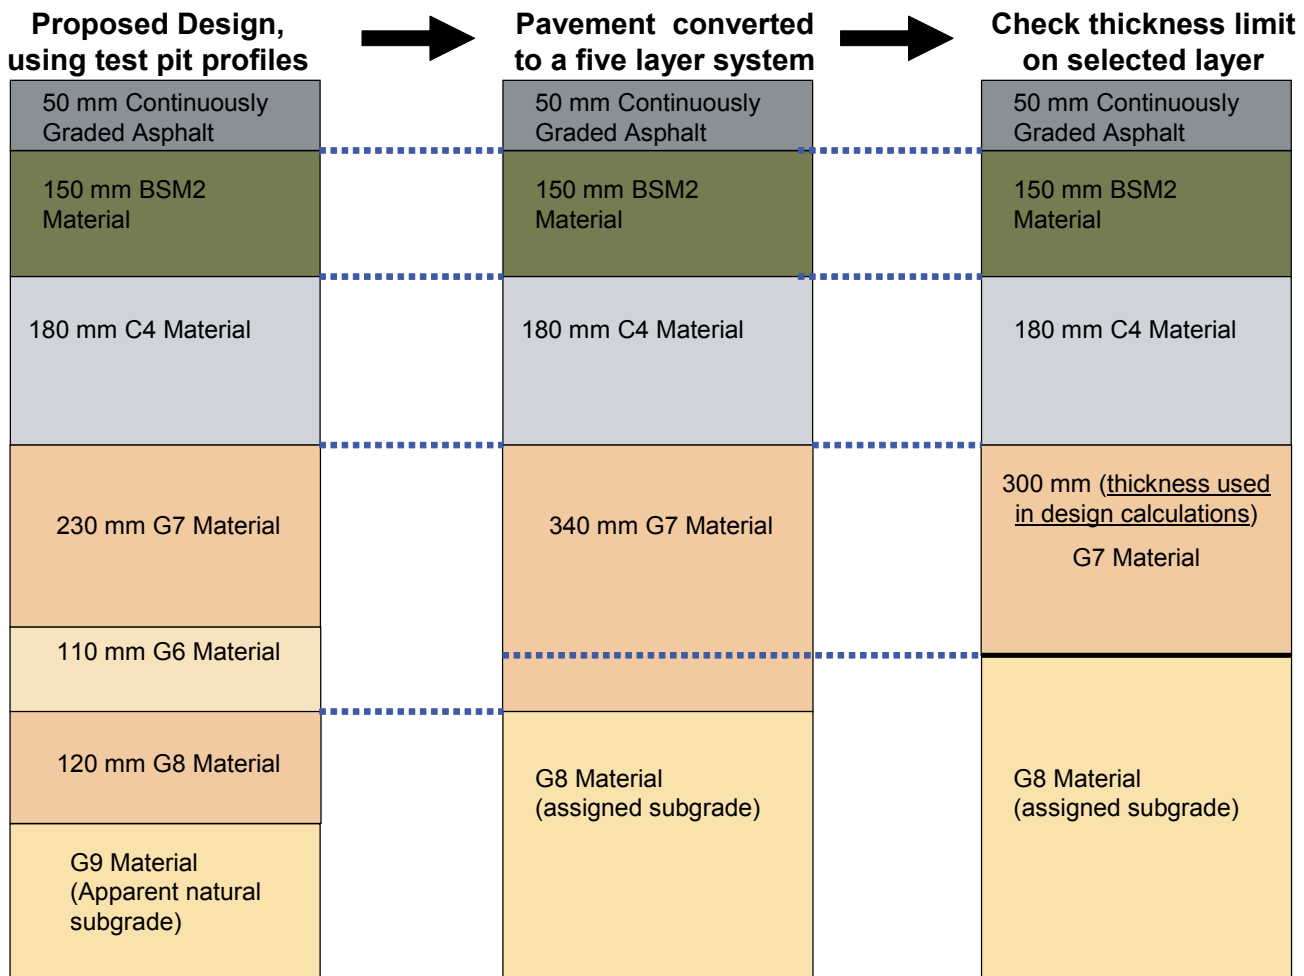 Proposed Design,
using test pit profiles
50 mm Continuously
Graded Asphalt
150 mm BSM2
Material
180 mm C4 Material
230 mm G7 Material
110 mm G6 Material
120 mm G8 Material
G9 Material
(Apparent natural
subgrade)
Pavement converted
to a five layer system
50 mm Continuously
Graded Asphalt
150 mm BSM2
Material
180 mm C4 Material
340 mm G7 Material
G8 Material
(assigned subgrade)
Check thickness limit
on selected layer
50 mm Continuously
Graded Asphalt
150 mm BSM2
Material
180 mm C4 Material
300 mm (thickness used
in design calculations)
G7 Material
G8 Material
(assigned subgrade)